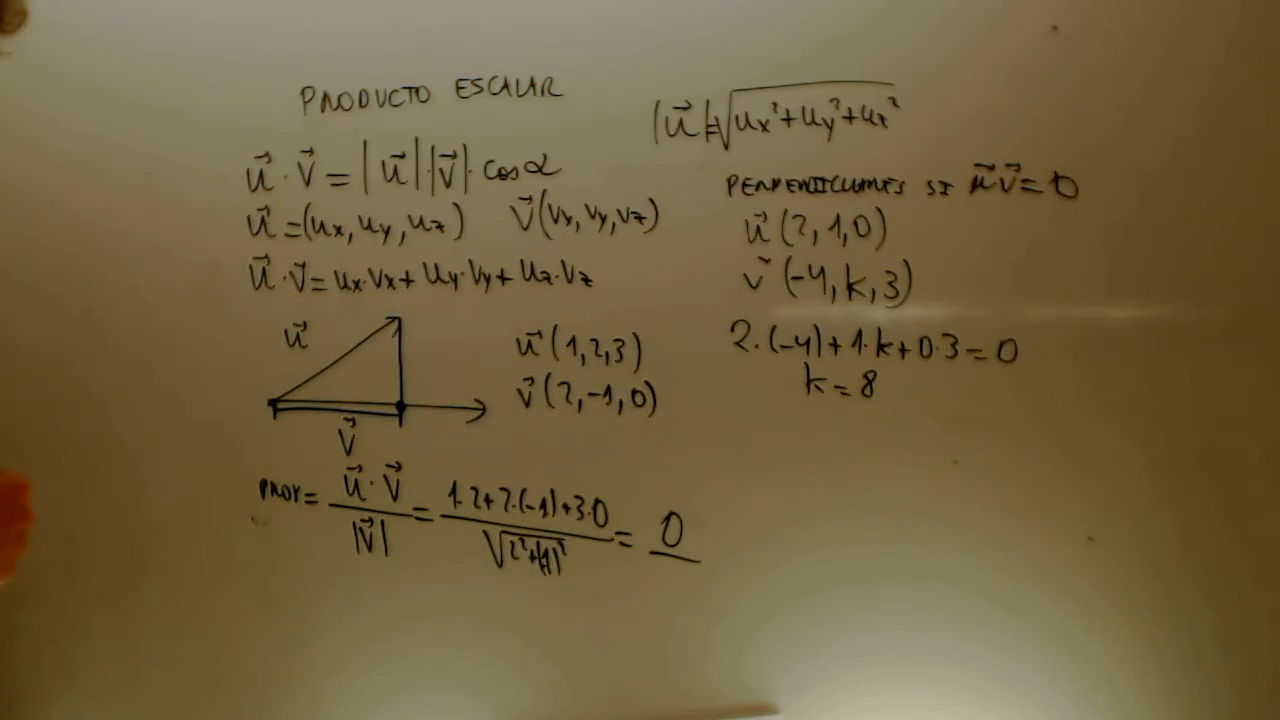 PRODUCTO ESCALAR
|u⃗|=√(ux²+uy²+uz²)
u⃗·v⃗=|u⃗|·|v⃗|·cosα
u⃗=(ux,uy,uz) v⃗(vx,vy,vz)
u⃗·v⃗=ux·vx+uy·vy+uz·vz
u⃗
v⃗
u⃗(1,2,3)
v⃗(2,-1,0)
PROY= u⃗·v⃗/|v⃗| = 1·2+2·(-1)+3·0/√(2²+(-1)²) = 0
PERPENDICULARES SI u⃗v⃗=0
u⃗(2,1,0)
v⃗(-4,k,3)
2·(-4)+1·k+0·3=0
k=8